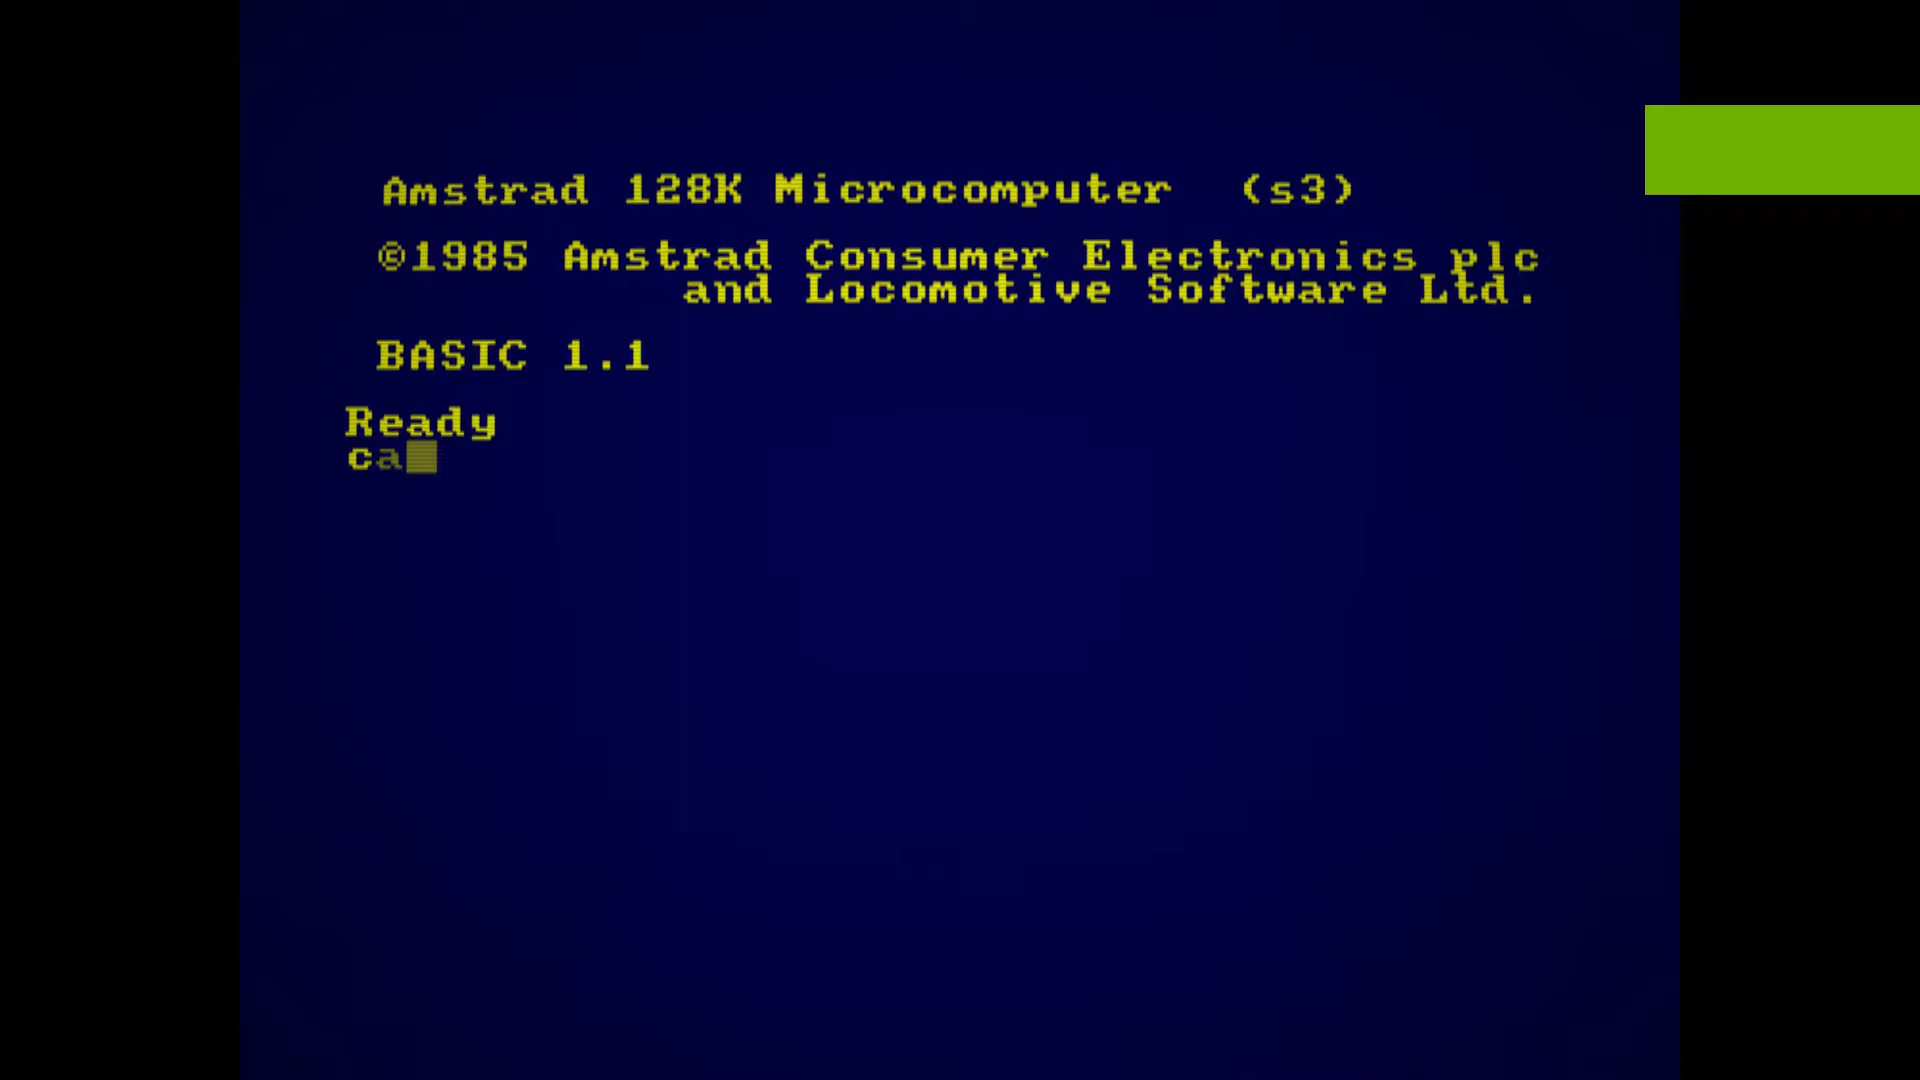 Amstrad 128K Microcomputer (s3)
©1985 Amstrad Consumer Electronics plc
and Locomotive Software Ltd.
BASIC 1.1
Ready
ca